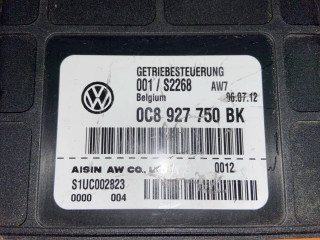 GETRIEBESTEUERUNG
001 / S2268 AW7
Belgium 06.07.12
0C8 927 750 BK
AISIN AW CO.,
0012
S1UC002823
0000 004